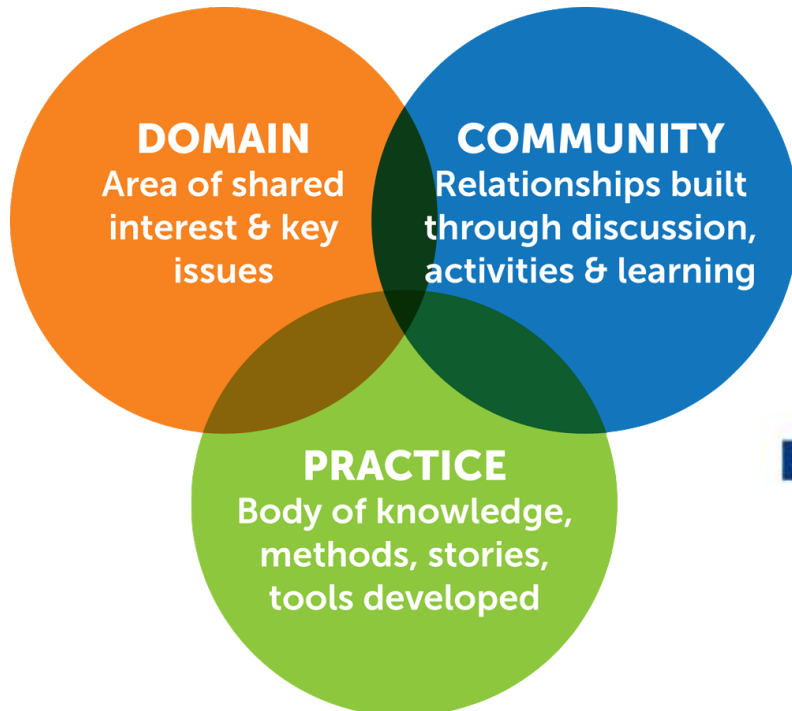 DOMAIN
Area of shared
interest & key
issues
COMMUNITY
Relationships built
through discussion,
activities & learning
PRACTICE
Body of knowledge,
methods, stories,
tools developed